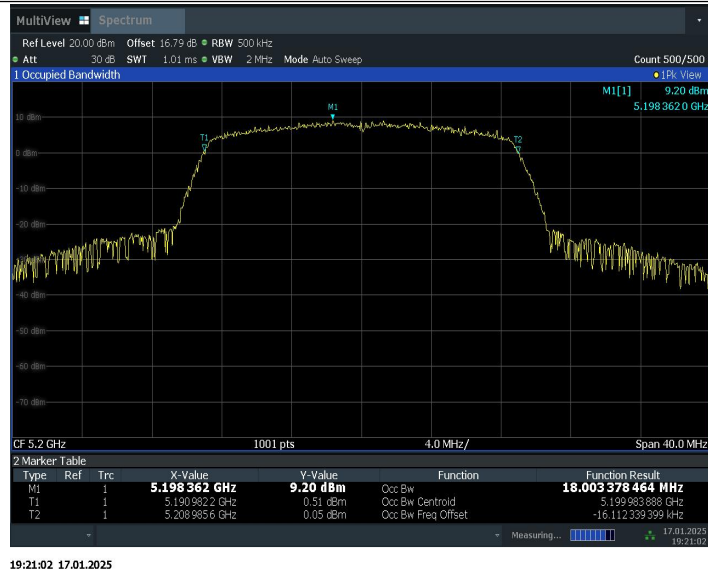 MultiView Spectrum
Ref Level 20.00 dBm Offset 16.79 dB RBW 500 kHz
Att 30 dB SWT 1.01 ms VBW 2 MHz Mode Auto Sweep Count 500/500
1 Occupied Bandwidth 1Pk View
M1[1] 9.20 dBm
5.198 362 0 GHz
M1
10 dBm
T1
T2
0 dBm
-10 dBm
-20 dBm
-40 dBm
-50 dBm
-60 dBm
-70 dBm
CF 5.2 GHz 1001 pts 4.0 MHz/ Span 40.0 MHz
2 Marker Table
Type Ref Trc X-Value Y-Value Function Function Result
M1 1 5.198 362 GHz 9.20 dBm Occ Bw 18.003 378 464 MHz
T1 1 5.190 982 2 GHz 0.51 dBm Occ Bw Centroid 5.199 983 888 GHz
T2 1 5.208 985 6 GHz 0.05 dBm Occ Bw Freq Offset -16.112 339 399 kHz
Measuring... 17.01.2025
19:21:02
19:21:02 17.01.2025